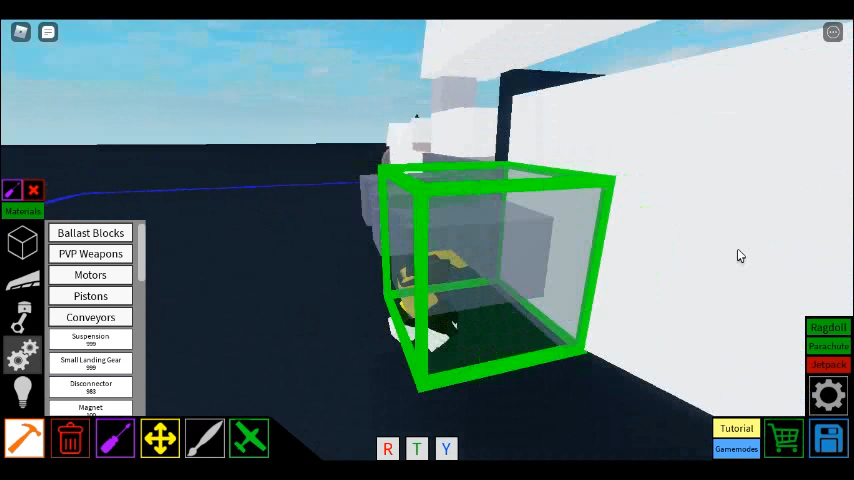 Materials
Ballast Blocks
PVP Weapons
Motors
Pistons
Conveyors
Suspension
999
Small Landing Gear
999
Disconnector
983
Magnet
R T Y
Ragdoll
Parachute
Jetpack
Tutorial
Gamemodes